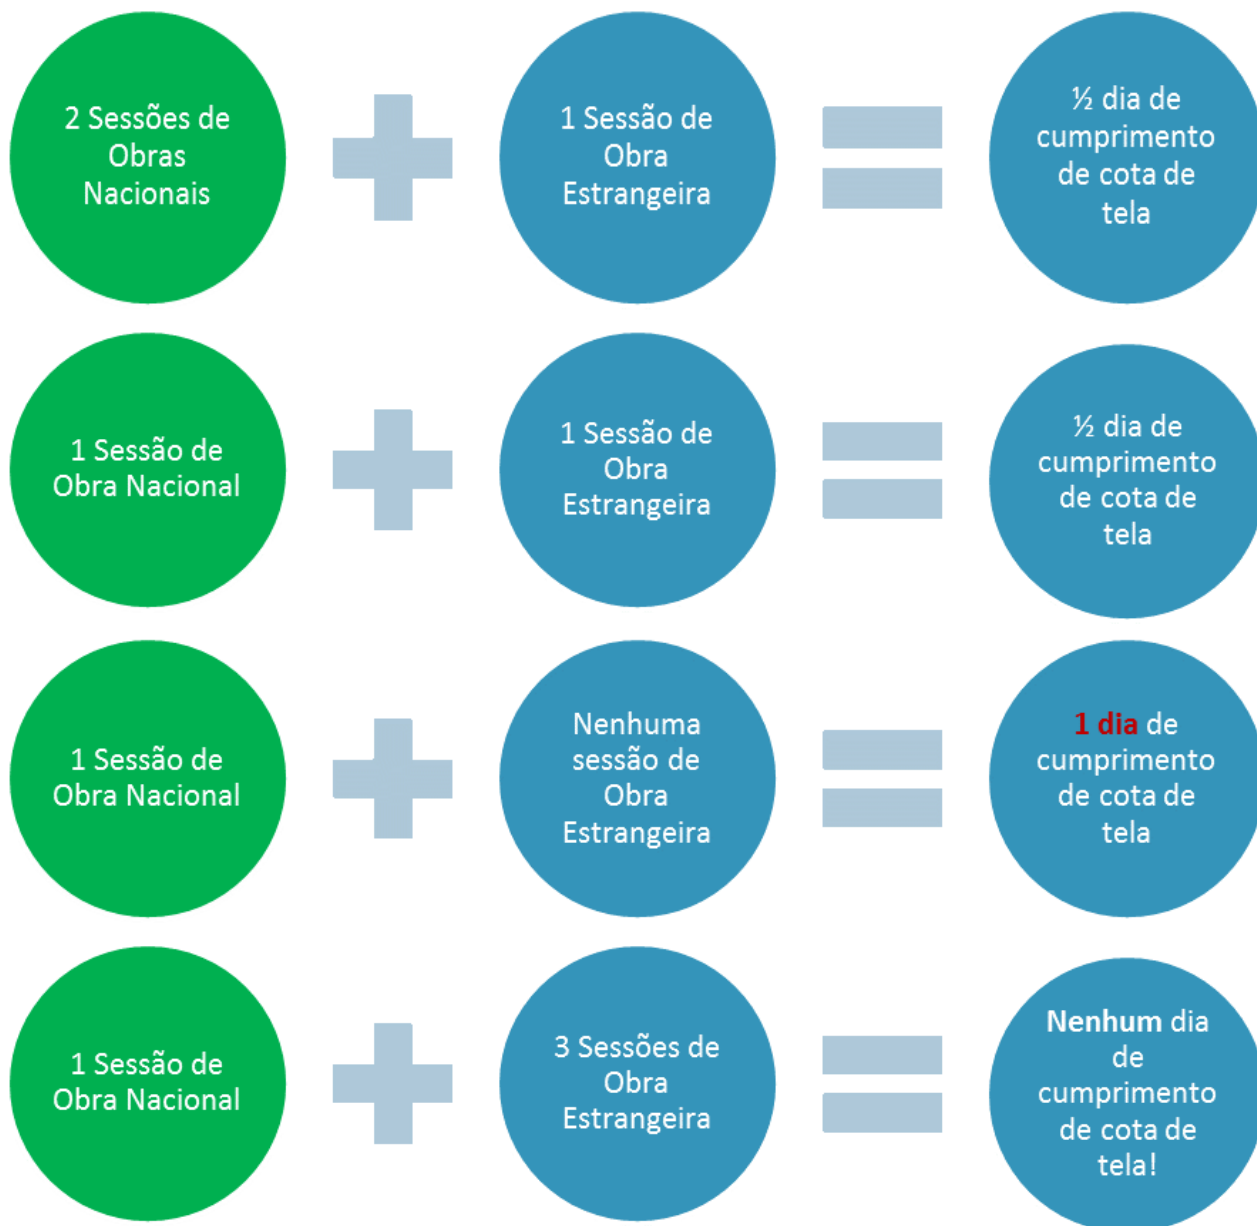 2 Sessões de
Obras
Nacionais
1 Sessão de
Obra
Estrangeira
½ dia de
cumprimento
de cota de
tela
1 Sessão de
Obra Nacional
1 Sessão de
Obra
Estrangeira
½ dia de
cumprimento
de cota de
tela
1 Sessão de
Obra Nacional
Nenhuma
sessão de
Obra
Estrangeira
1 dia de
cumprimento
de cota de
tela
1 Sessão de
Obra Nacional
3 Sessões de
Obra
Estrangeira
Nenhum dia
de
cumprimento
de cota de
tela!